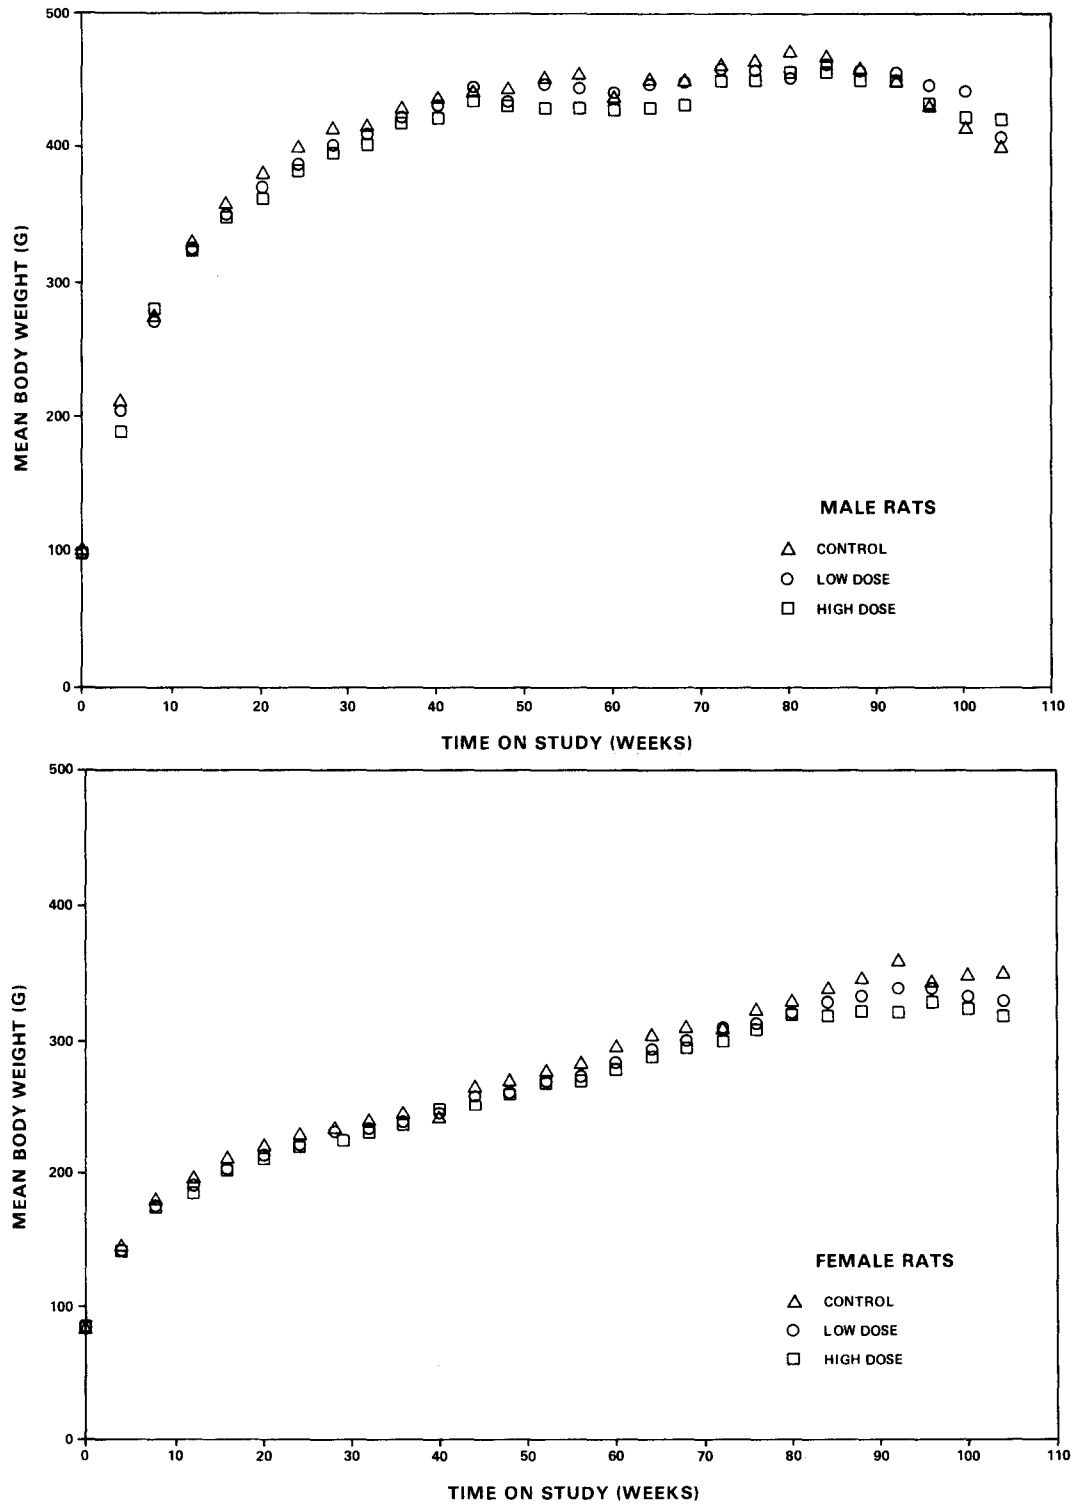 500
400
300
200
100
0
MEAN BODY WEIGHT (G)
MALE RATS
CONTROL
LOW DOSE
HIGH DOSE
0 10 20 30 40 50 60 70 80 90 100 110
TIME ON STUDY (WEEKS)
500
400
300
200
100
0
MEAN BODY WEIGHT (G)
FEMALE RATS
CONTROL
LOW DOSE
HIGH DOSE
0 10 20 30 40 50 60 70 80 90 100 110
TIME ON STUDY (WEEKS)